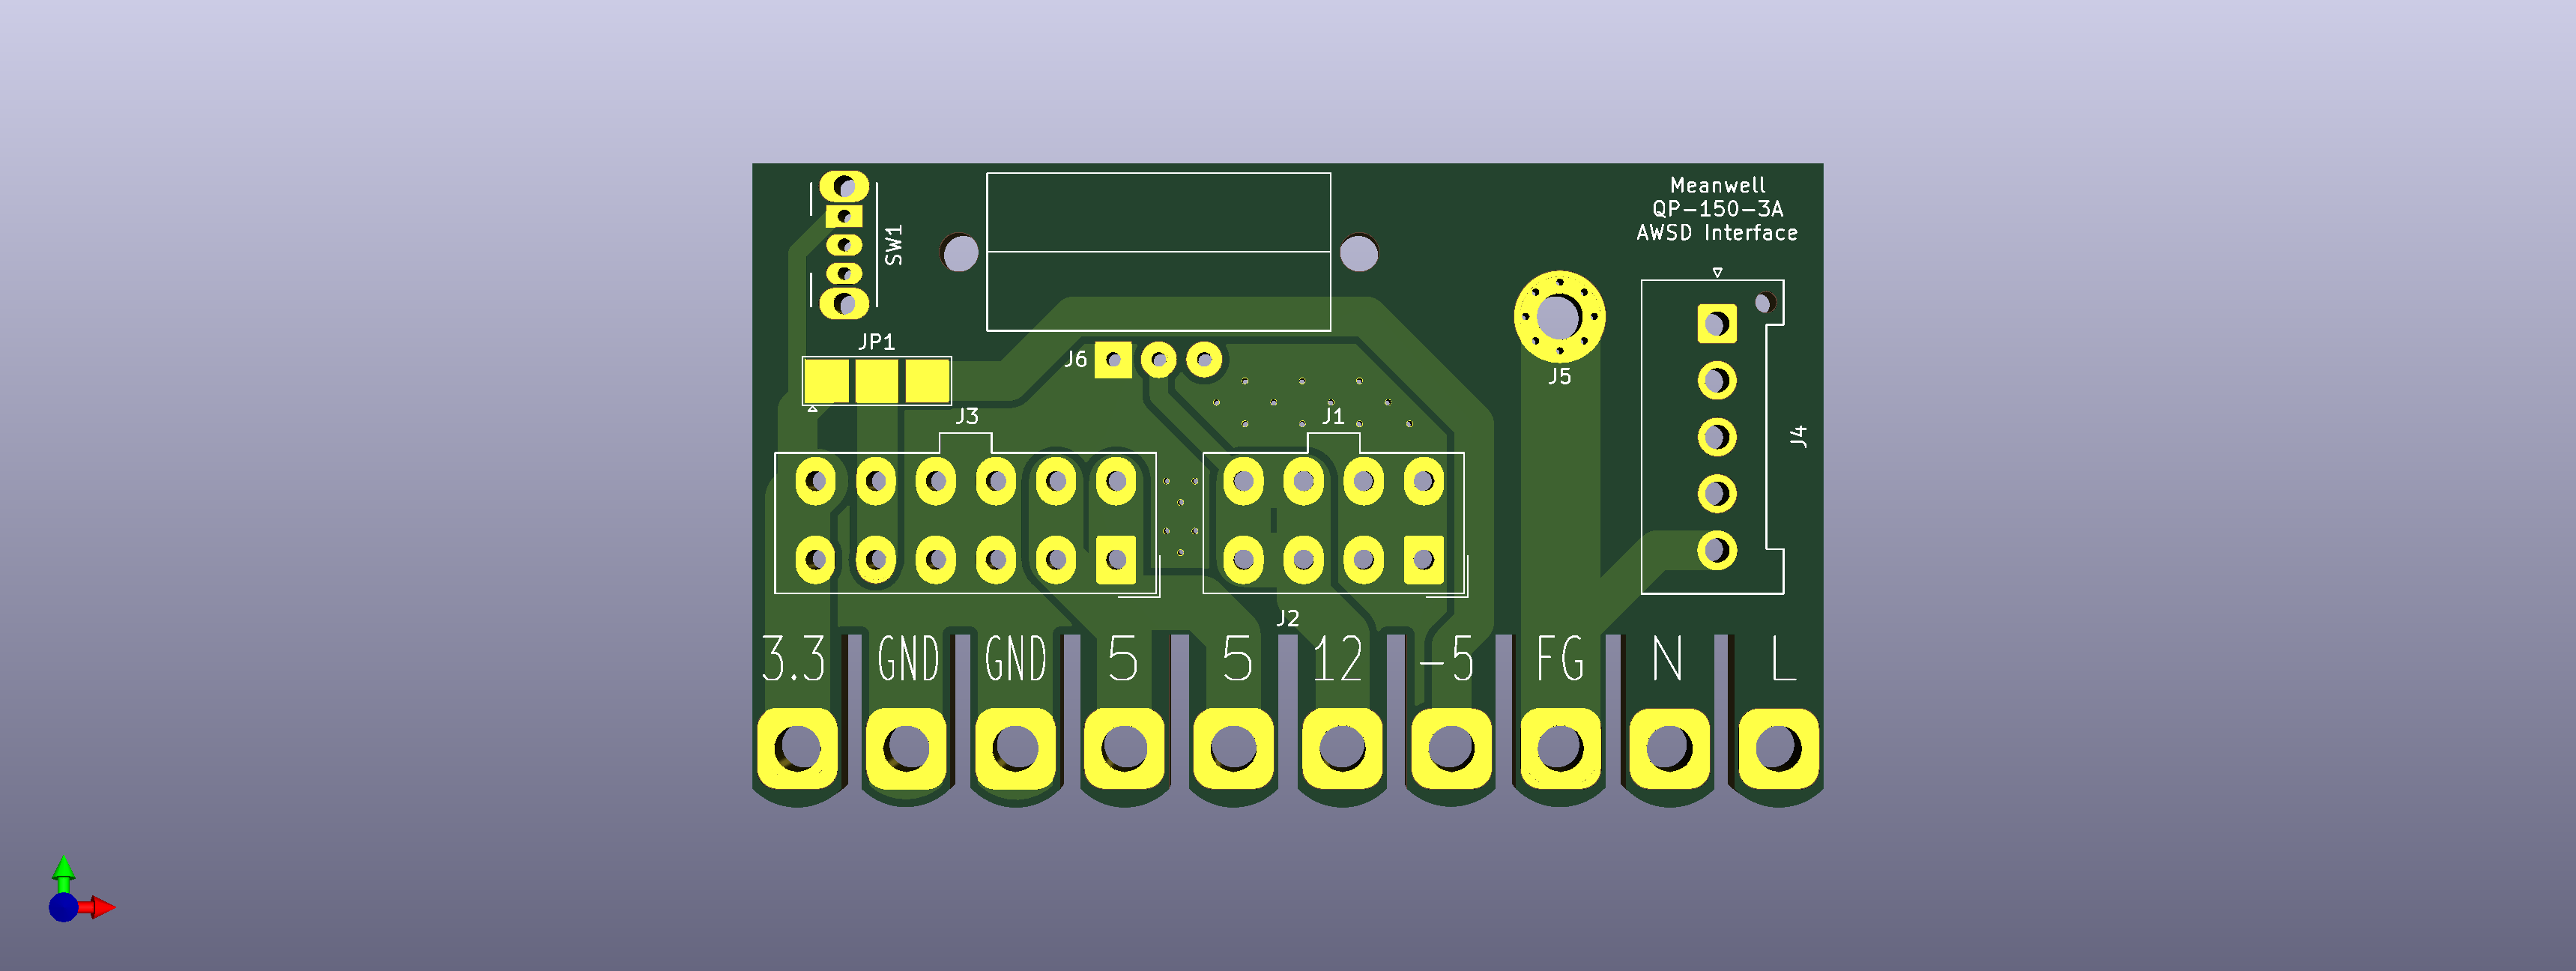 Meanwell
QP-150-3A
AWSD Interface
SW1
JP1
J6
J5
J3
J1
J4
J2
3.3 GND GND 5 5 12 -5 FG N L